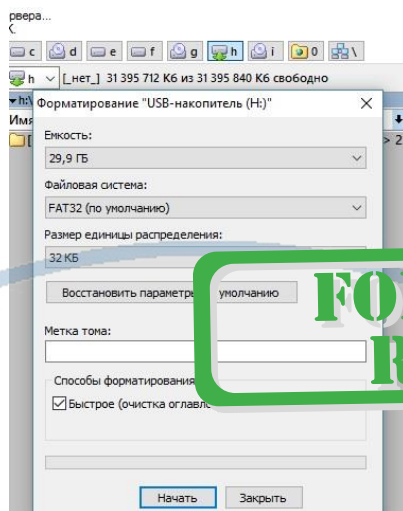 рвера...
c d e f g h i 0 \
h [_нет_] 31 395 712 Кб из 31 395 840 Кб свободно
h:\
Форматирование "USB-накопитель (H:)"
Имя
Емкость:
29,9 ГБ
Файловая система:
FAT32 (по умолчанию)
Размер единицы распределения:
32 КБ
Восстановить параметры умолчанию
Метка тома:
Способы форматирования
Быстрое (очистка оглавл
Начать Закрыть